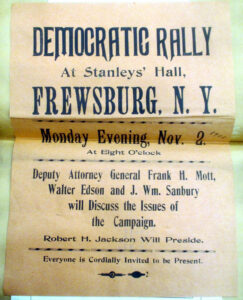 DEMOCRATIC RALLY
At Stanleys' Hall,
FREWSBURG, N. Y.
Monday Evening, Nov. 2.
At Eight O'clock
Deputy Attorney General Frank H. Mott,
Walter Edson and J. Wm. Sanbury
will Discuss the Issues of
the Campaign.
Robert H. Jackson Will Preside.
Everyone is Cordially Invited to be Present.